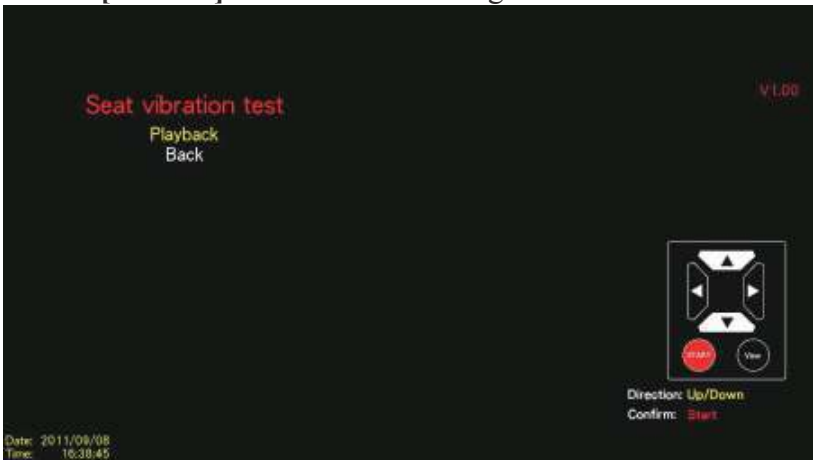 Seat vibration test
V1.00
Playback
Back
START
View
Direction: Up/Down
Confirm: Start
Date: 2011/09/08
Time: 16:38:45